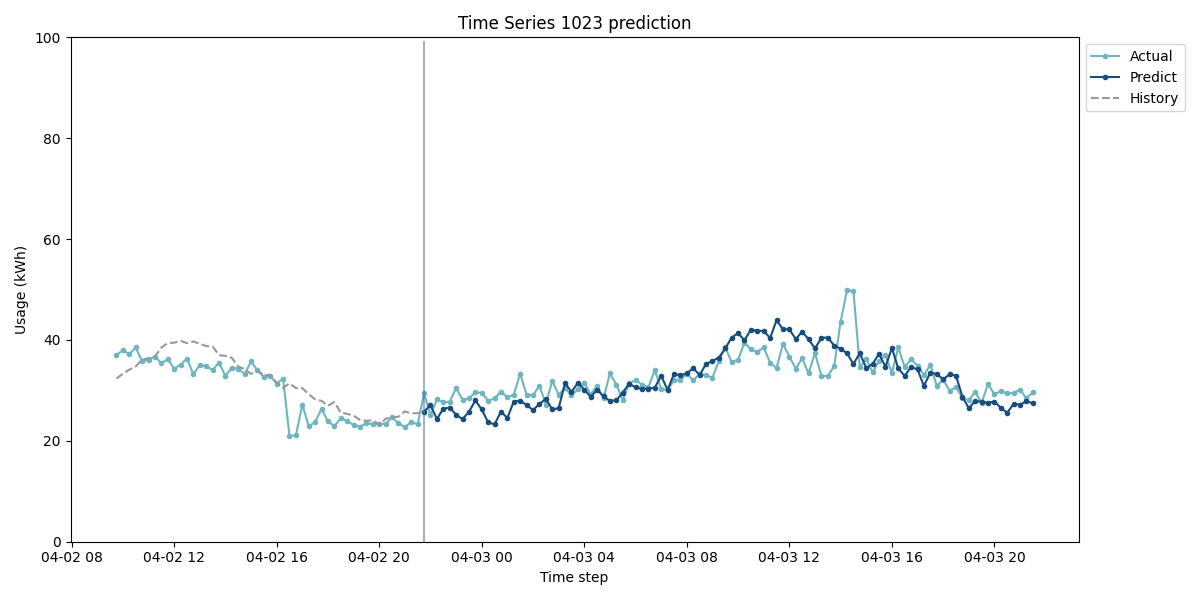 Time Series 1023 prediction
100
80
60
40
20
0
Usage (kWh)
04-02 08 04-02 12 04-02 16 04-02 20 04-03 00 04-03 04 04-03 08 04-03 12 04-03 16 04-03 20
Time step
Actual
Predict
History